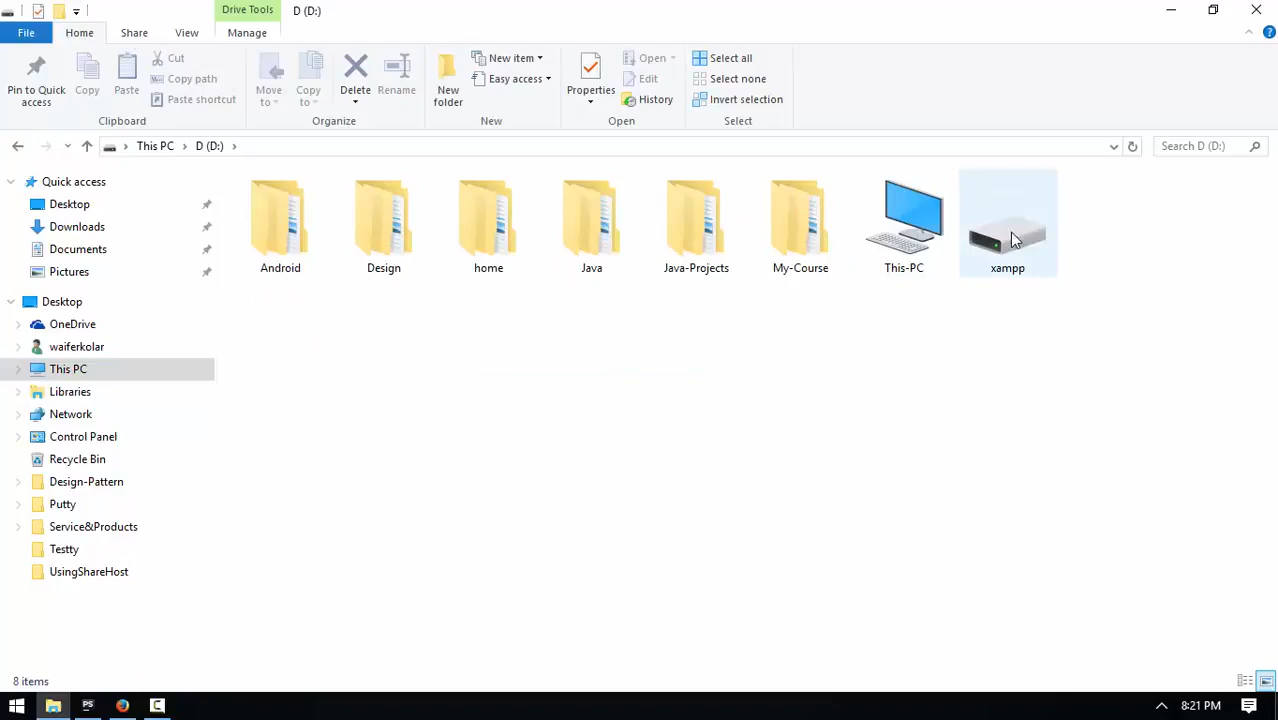 Drive Tools
D (D:)
File
Home
Share
View
Manage
Pin to Quick access
Copy
Paste
Cut
Copy path
Paste shortcut
Clipboard
Move to
Copy to
Delete
Rename
Organize
New folder
New item
Easy access
New
Properties
Open
Edit
History
Open
Select all
Select none
Invert selection
Select
This PC
D (D:)
Search D (D:)
Quick access
Desktop
Downloads
Documents
Pictures
Desktop
OneDrive
waiferkolar
This PC
Libraries
Network
Control Panel
Recycle Bin
Design-Pattern
Putty
Service&Products
Testty
UsingShareHost
Android
Design
home
Java
Java-Projects
My-Course
This-PC
xampp
8 items
PS
8:21 PM